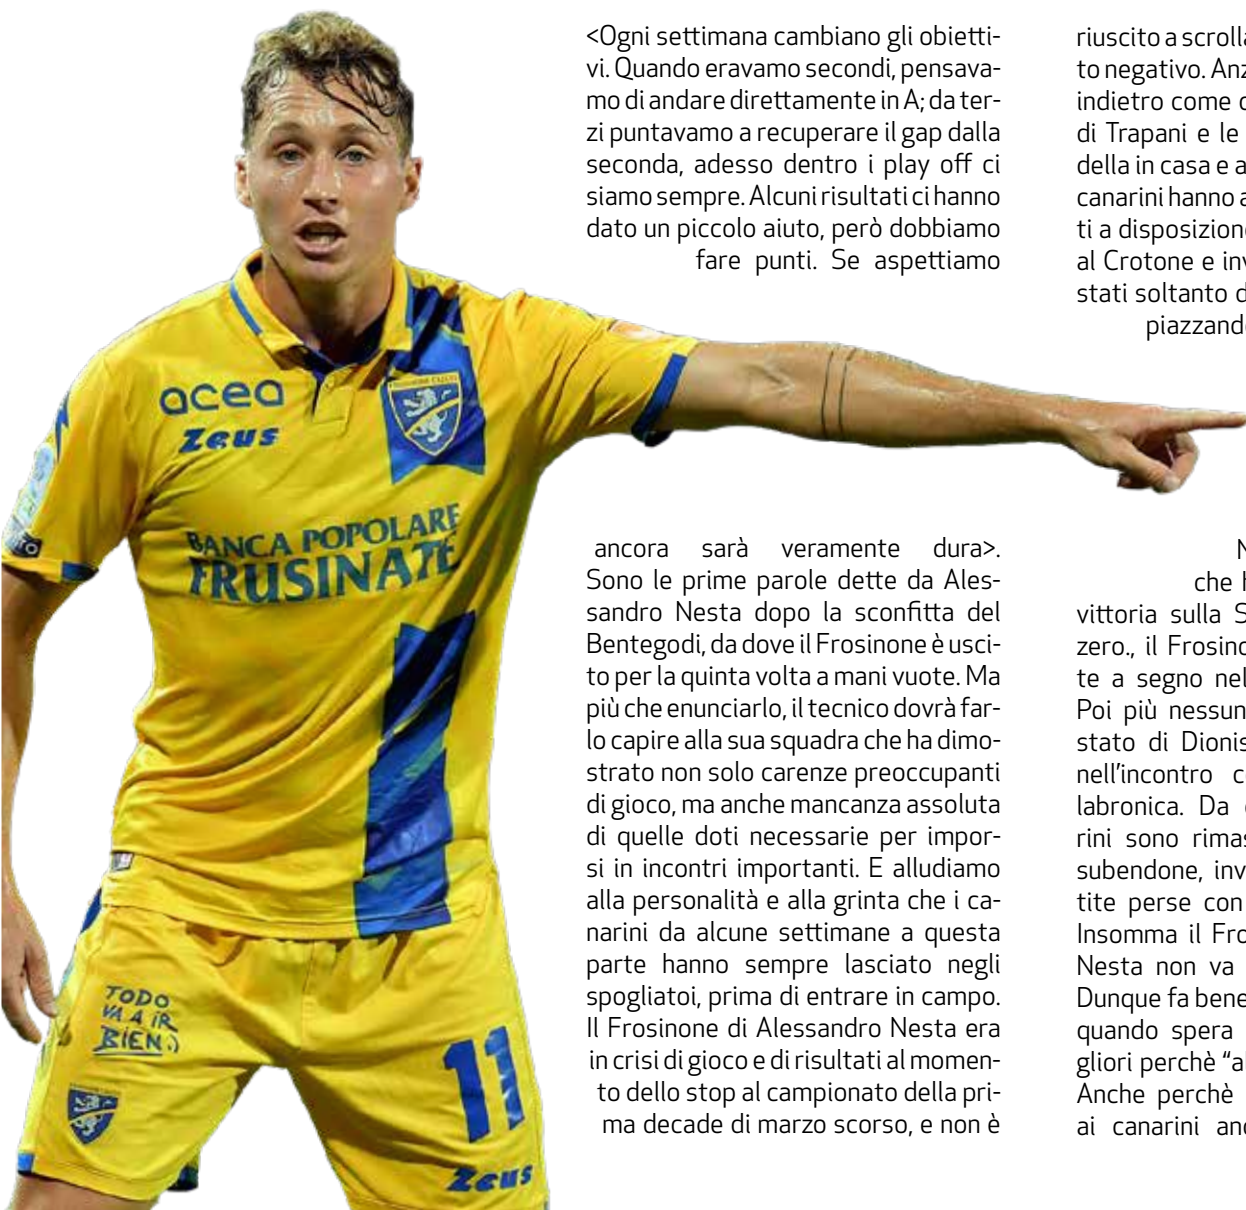 <Ogni settimana cambiano gli obietti-
vi. Quando eravamo secondi, pensava-
mo di andare direttamente in A; da ter-
zi puntavamo a recuperare il gap dalla
seconda, adesso dentro i play off ci
siamo sempre. Alcuni risultati ci hanno
dato un piccolo aiuto, però dobbiamo
fare punti. Se aspettiamo
ancora sarà veramente dura>.
Sono le prime parole dette da Ales-
sandro Nesta dopo la sconfitta del
Bentegodi, da dove il Frosinone è usci-
to per la quinta volta a mani vuote. Ma
più che enunciarlo, il tecnico dovrà far-
lo capire alla sua squadra che ha dimo-
strato non solo carenze preoccupanti
di gioco, ma anche mancanza assoluta
di quelle doti necessarie per impor-
si in incontri importanti. E alludiamo
alla personalità e alla grinta che i ca-
narini da alcune settimane a questa
parte hanno sempre lasciato negli
spogliatoi, prima di entrare in campo.
Il Frosinone di Alessandro Nesta era
in crisi di gioco e di risultati al momen-
to dello stop al campionato della pri-
ma decade di marzo scorso, e non è
riuscito a scrolla
to negativo. Anz
indietro come
di Trapani e le
della in casa e a
canarini hanno a
ti a disposizione
al Crotone e inv
stati soltanto d
piazzand
N
che
vittoria sulla S
zero., il Frosino
te a segno nel
Poi più nessun
stato di Dionis
nell'incontro c
labronica. Da
rini sono rimas
subendone, inv
tite perse con
Insomma il Fro
Nesta non va
Dunque fa bene
quando spera
gliori perchè "al
Anche perchè
ai canarini anc
acea
Zeus
FROSINONE CALCIO
BANCA POPOLARE
FRUSINATE
TODO
VA A IR
BIEN:)
11
Zeus